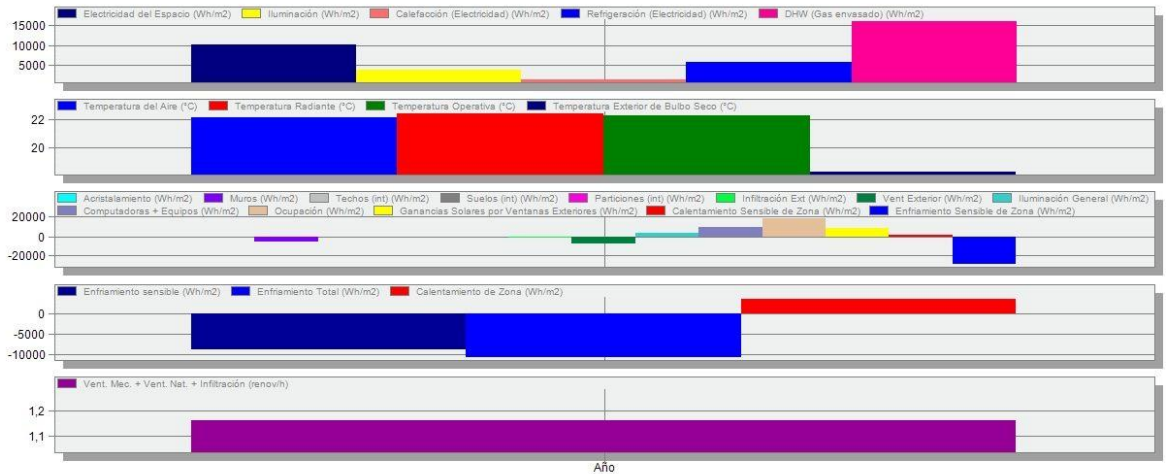 Electricidad del Espacio (Wh/m2) Iluminación (Wh/m2) Calefacción (Electricidad) (Wh/m2) Refrigeración (Electricidad) (Wh/m2) DHW (Gas envasado) (Wh/m2)
15000
10000
5000
Temperatura del Aire (°C) Temperatura Radiante (°C) Temperatura Operativa (°C) Temperatura Exterior de Bulbo Seco (°C)
22
20
Acristalamiento (Wh/m2) Muros (Wh/m2) Techos (int) (Wh/m2) Suelos (int) (Wh/m2) Particiones (int) (Wh/m2) Infiltración Ext (Wh/m2) Vent Exterior (Wh/m2) Iluminación General (Wh/m2)
Computadoras + Equipos (Wh/m2) Ocupación (Wh/m2) Ganancias Solares por Ventanas Exteriores (Wh/m2) Calentamiento Sensible de Zona (Wh/m2) Enfriamiento Sensible de Zona (Wh/m2)
20000
0
-20000
Enfriamiento sensible (Wh/m2) Enfriamiento Total (Wh/m2) Calentamiento de Zona (Wh/m2)
0
-5000
-10000
Vent. Mec. + Vent. Nat. + Infiltración (renov/h)
1,2
1,1
Año